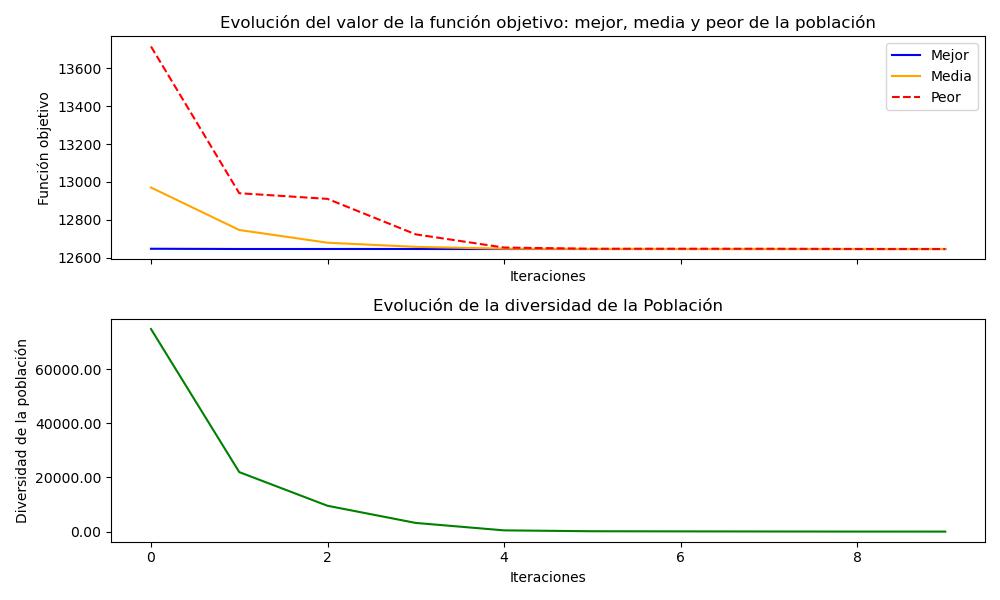 Evolución del valor de la función objetivo: mejor, media y peor de la población
Función objetivo
13600
13400
13200
13000
12800
12600
Mejor
Media
Peor
Iteraciones
Evolución de la diversidad de la Población
Diversidad de la población
60000.00
40000.00
20000.00
0.00
0 2 4 6 8
Iteraciones